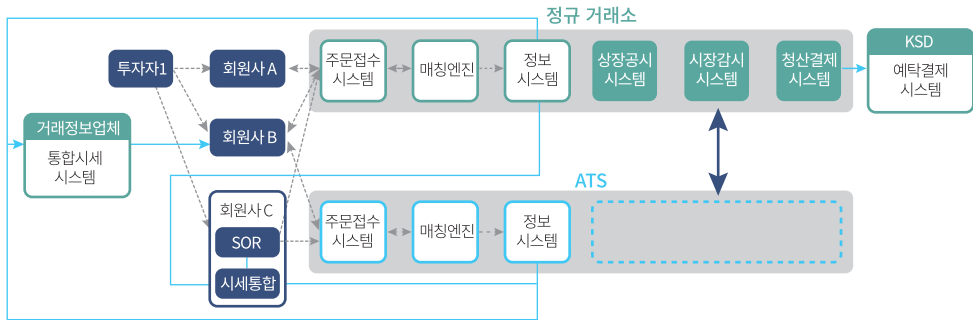 정규 거래소
투자자1
회원사 A
회원사 B
거래정보업체
통합시세
시스템
회원사 C
SOR
시세통합
주문접수
시스템
매칭엔진
정보
시스템
상장공시
시스템
시장감시
시스템
청산결제
시스템
KSD
예탁결제
시스템
ATS
주문접수
시스템
매칭엔진
정보
시스템